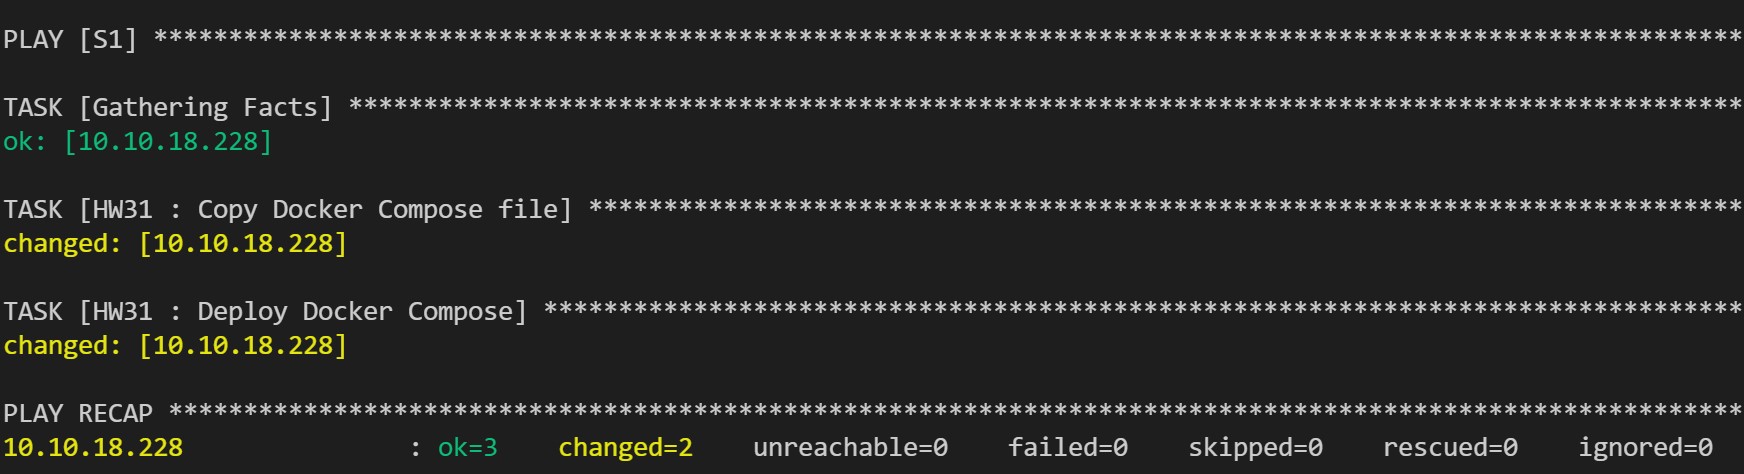 PLAY [S1] **********************************************************************************************************
TASK [Gathering Facts] *********************************************************************************************
ok: [10.10.18.228]
TASK [HW31 : Copy Docker Compose file] *****************************************************************************
changed: [10.10.18.228]
TASK [HW31 : Deploy Docker Compose] ********************************************************************************
changed: [10.10.18.228]
PLAY RECAP *********************************************************************************************************
10.10.18.228 : ok=3 changed=2 unreachable=0 failed=0 skipped=0 rescued=0 ignored=0